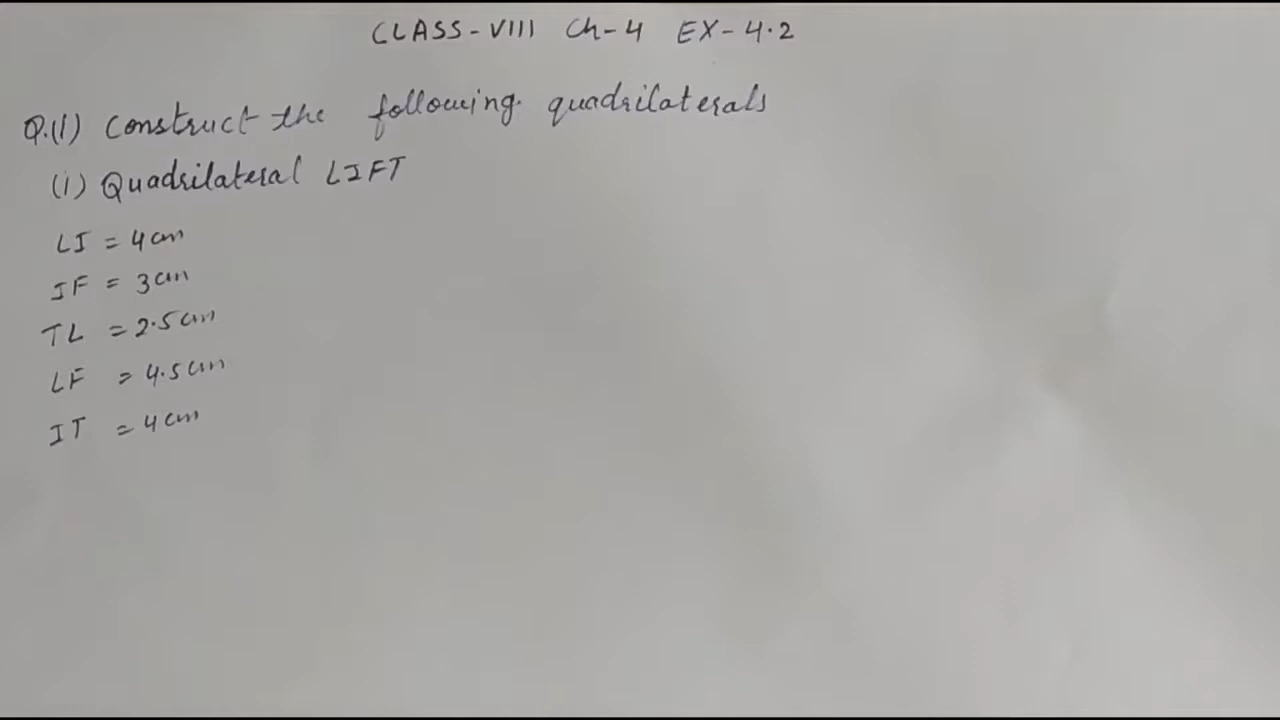 CLASS-VIII Ch-4 EX-4.2
Q.(1) Construct the following quadrilaterals
(i) Quadrilateral LIFT
LI = 4cm
IF = 3cm
TL = 2.5cm
LF = 4.5cm
IT = 4cm